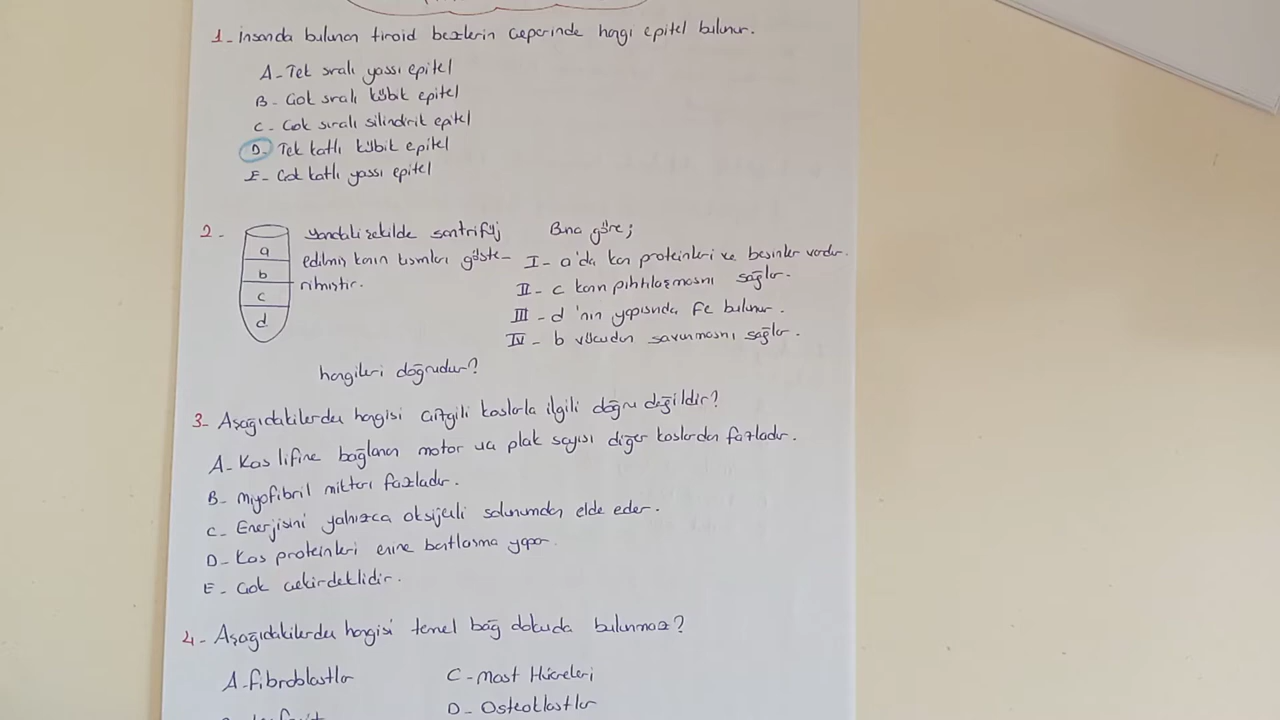 1- insanda bulunan tiroid bezlerin çeperinde hangi epitel bulunur.
A- Tek sıralı yassı epitel
B- Çok sıralı kübik epitel
C- Çok sıralı silindirik epitel
D- Tek katlı kübik epitel
E- Çok katlı yassı epitel
2-
a
b
c
d
Yandaki şekilde santrifüj
edilmiş kanın kısımları göste-
rilmiştir.
Buna göre;
I- a'da kan proteinleri ve besinler vardır.
II- c kanın pıhtılaşmasını sağlar.
III- d'nin yapısında Fe bulunur.
IV- b vücudun savunmasını sağlar.
hangileri doğrudur?
3- Aşağıdakilerden hangisi çizgili kaslarla ilgili doğru değildir?
A- Kas lifine bağlanan motor uç plak sayısı diğer kaslardan fazladır.
B- Miyofibril miktarı fazladır.
C- Enerjisini yalnızca oksijenli solunumdan elde eder.
D- Kas proteinleri enine bantlaşma yapar.
E- Çok çekirdeklidir.
4- Aşağıdakilerden hangisi temel bağ dokuda bulunmaz?
A- fibroblastlar
C- Mast Hücreleri
D- Osteoklastlar